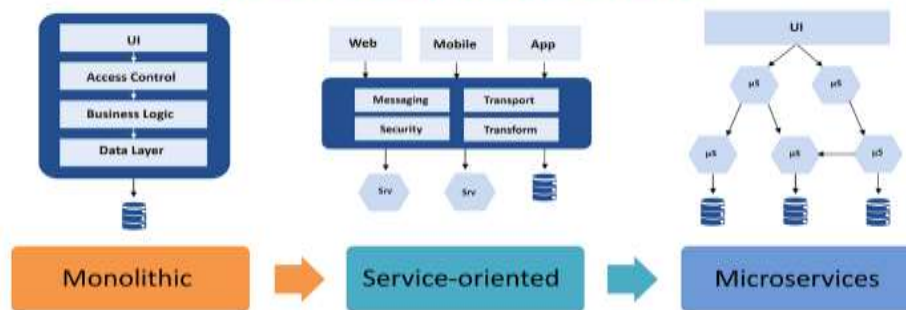 UI
Access Control
Business Logic
Data Layer
Web Mobile App
Messaging Transport
Security Transform
Srv Srv
UI
μS μS
μS μS μS
Monolithic
Service-oriented
Microservices